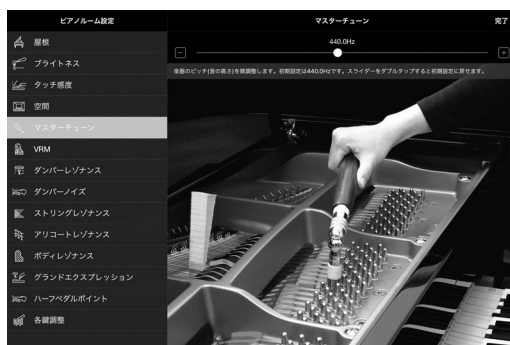 ピアノルーム設定
マスターチューン
完了
屋根
ブライトネス
タッチ感度
空間
マスターチューン
VRM
ダンパーレゾナンス
ダンパーノイズ
ストリングレゾナンス
アリコートレゾナンス
ボディレゾナンス
グランドエクスプレッション
ハーフペダルポイント
各鍵調整
440.0Hz
楽器のピッチ(音の高さ)を微調整します。初期設定は440.0Hzです。スライダーをダブルタップすると初期設定に戻せます。